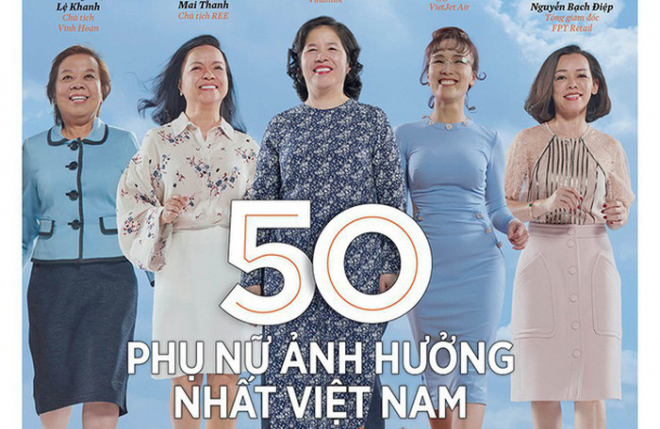 Lệ Khanh
Chủ tịch
Vĩnh Hoàn
Mai Thanh
Chủ tịch REE
VietJet Air
Nguyễn Bạch Điệp
Tổng giám đốc
FPT Retail
50
PHỤ NỮ ẢNH HƯỞNG
NHẤT VIỆT NAM